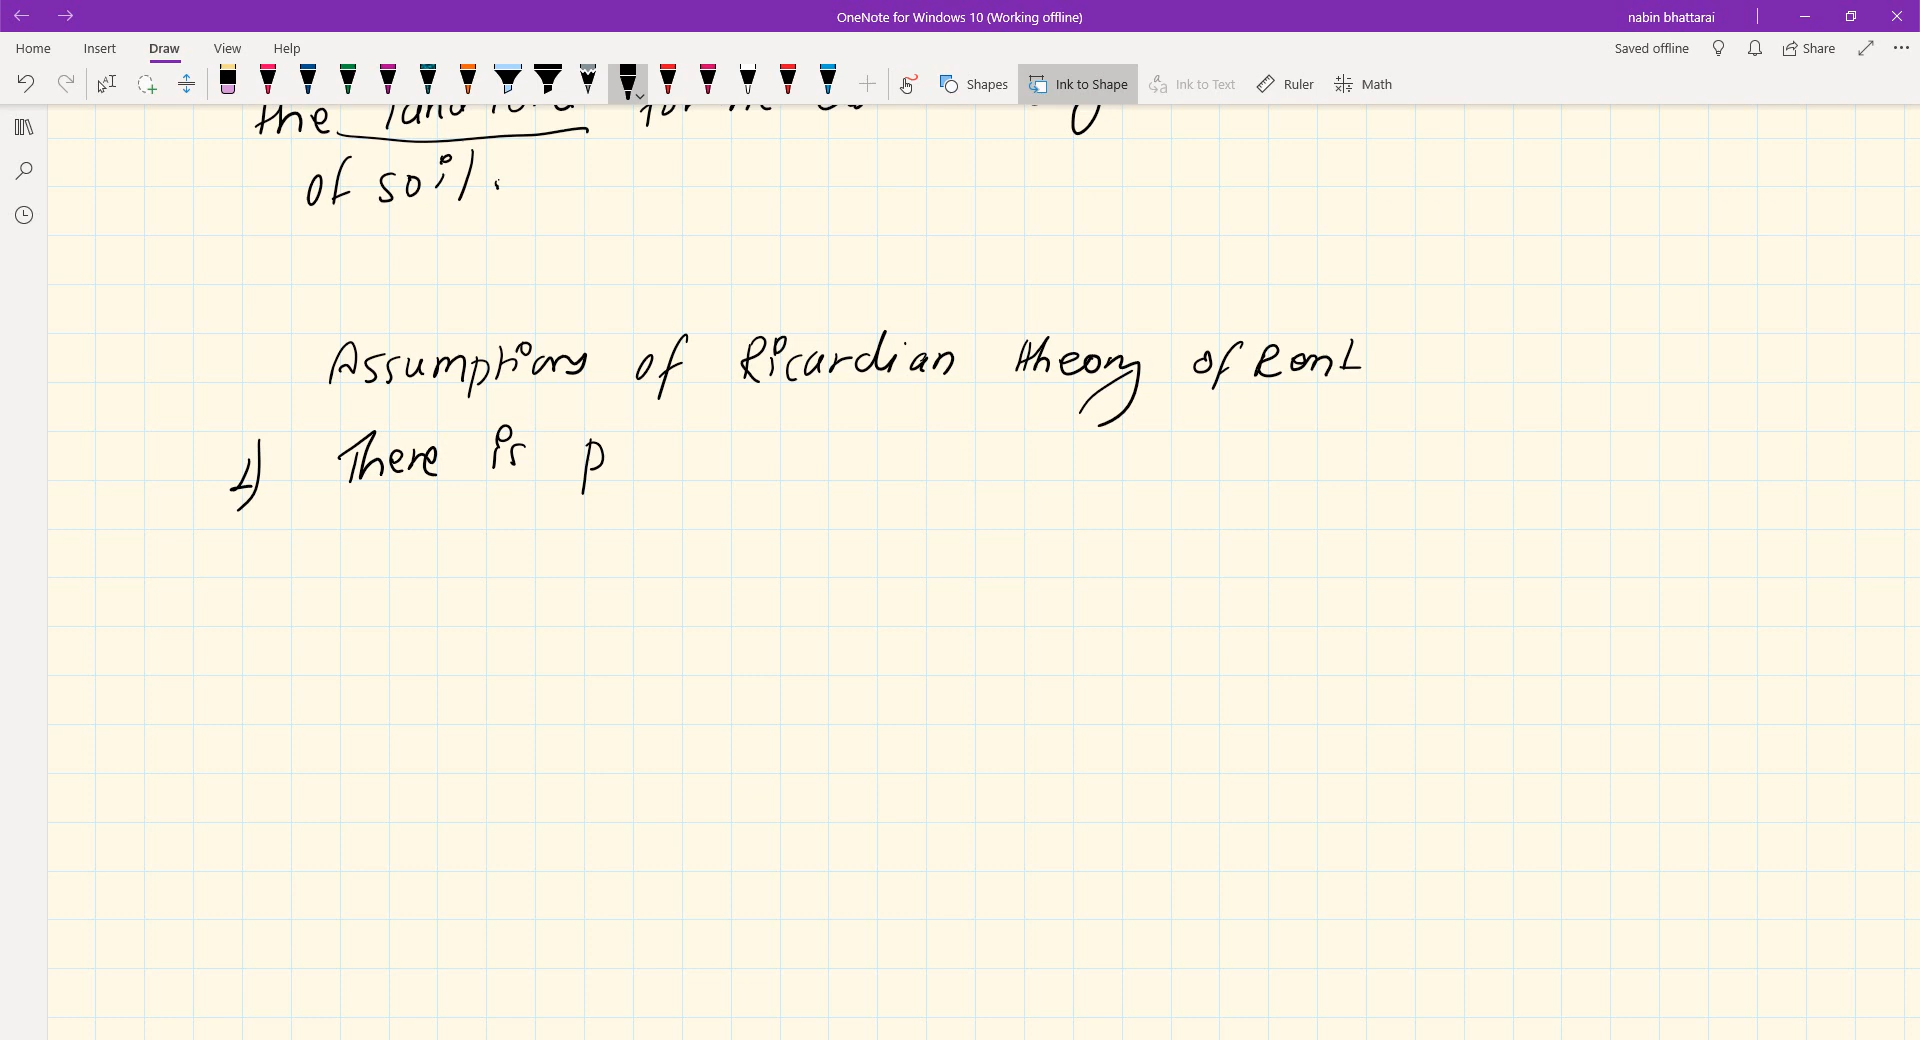 OneNote for Windows 10 (Working offline)
nabin bhattarai
Home Insert Draw View Help
Saved offline Share
Shapes Ink to Shape Ink to Text Ruler Math
the
of soil.
Assumptions of Ricardian theory of Rent
1) There is p